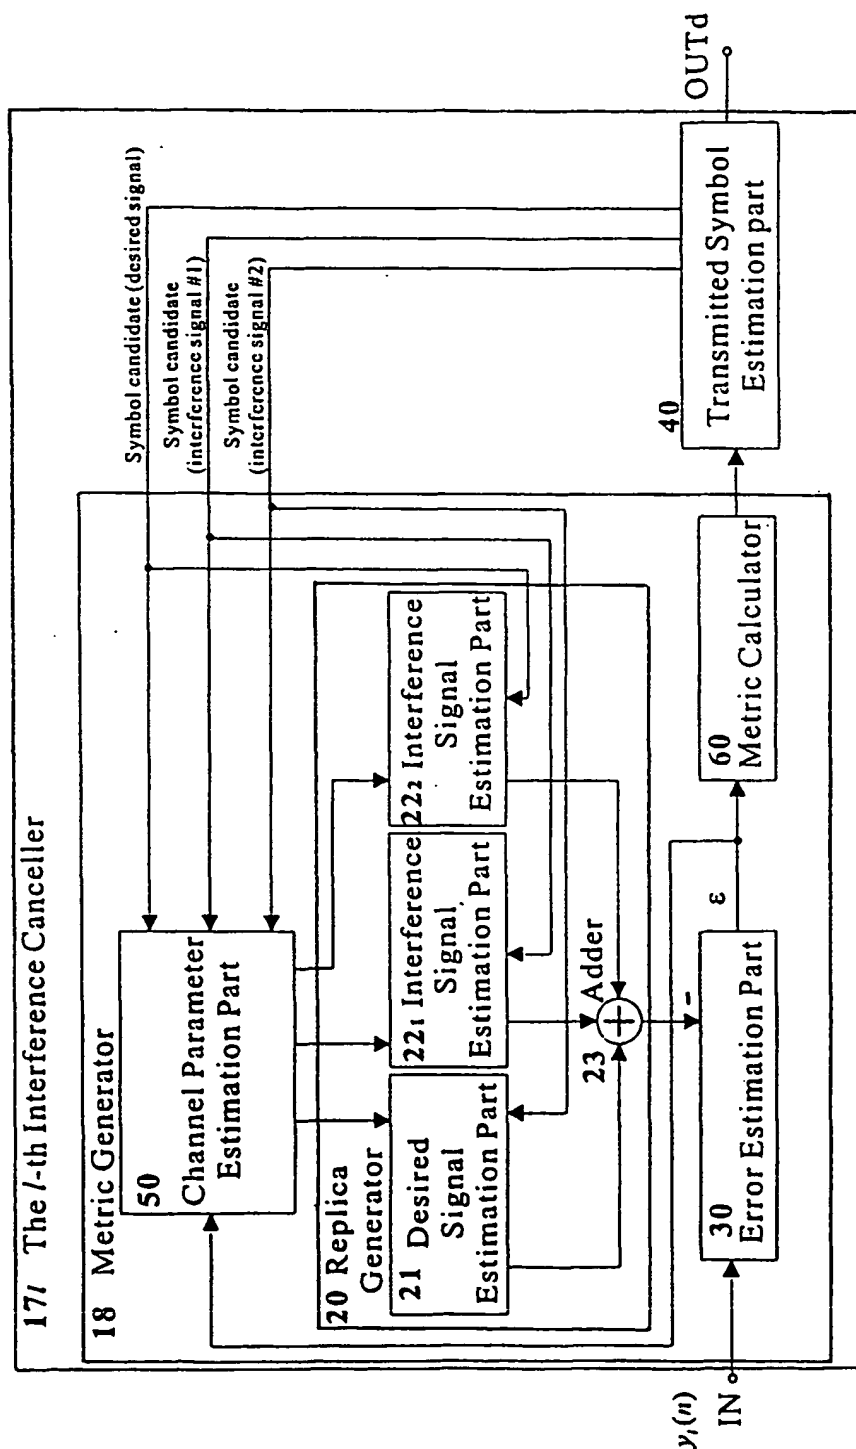 17l The l-th Interference Canceller
18 Metric Generator
50
Channel Parameter
Estimation Part
Symbol candidate (desired signal)
Symbol candidate
(interference signal #1)
Symbol candidate
(interference signal #2)
20 Replica
Generator
21 Desired
Signal
Estimation Part
221 Interference
Signal
Estimation Part
222 Interference
Signal
Estimation Part
23
Adder
+
-
yl(n)
IN
30
Error Estimation Part
ε
60
Metric Calculator
40
Transmitted Symbol
Estimation part
OUTd